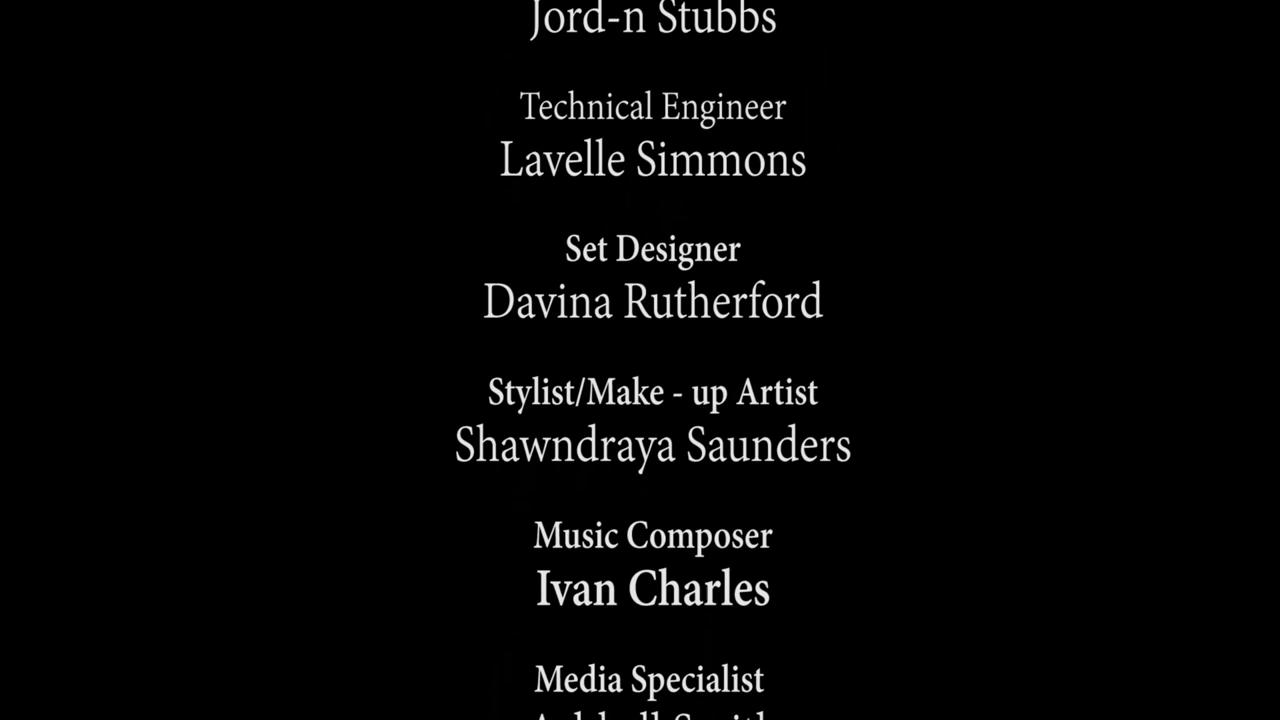 Jord-n Stubbs
Technical Engineer
Lavelle Simmons
Set Designer
Davina Rutherford
Stylist/Make - up Artist
Shawndraya Saunders
Music Composer
Ivan Charles
Media Specialist